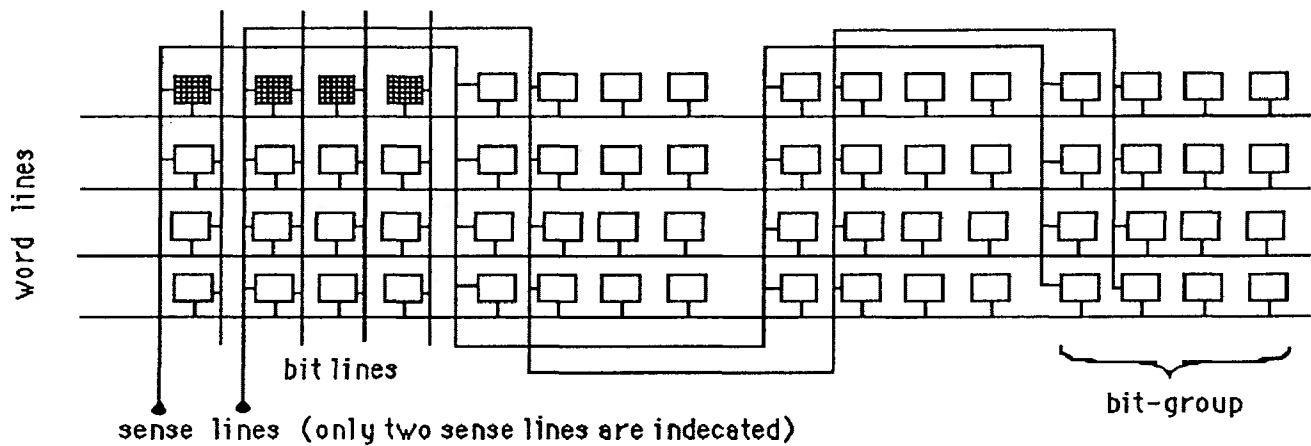 word lines
bit lines
bit-group
sense lines (only two sense lines are indecated)